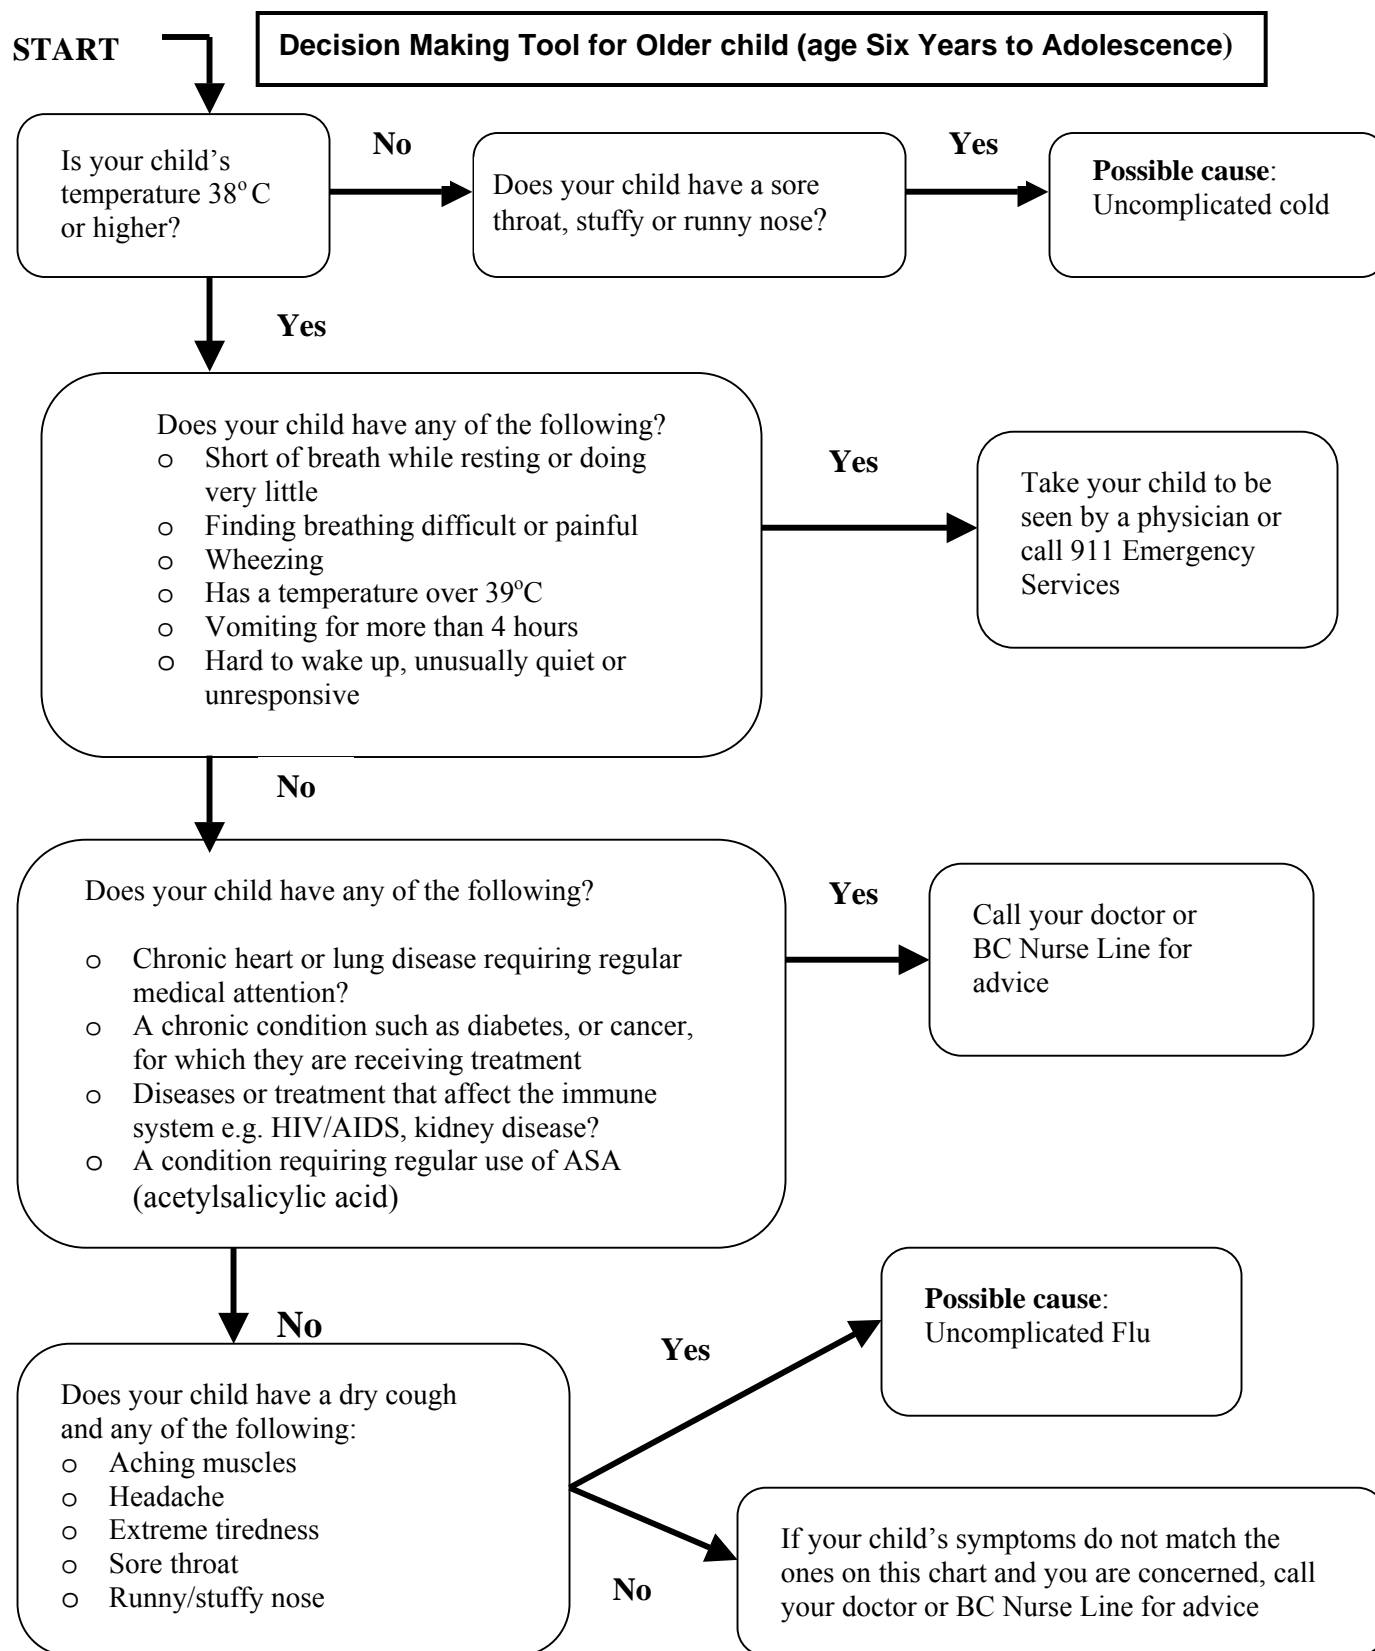 START
Decision Making Tool for Older child (age Six Years to Adolescence)
Is your child’s
temperature 38º C
or higher?
No
Does your child have a sore
throat, stuffy or runny nose?
Yes
Possible cause:
Uncomplicated cold
Yes
Does your child have any of the following?
o Short of breath while resting or doing
very little
o Finding breathing difficult or painful
o Wheezing
o Has a temperature over 39ºC
o Vomiting for more than 4 hours
o Hard to wake up, unusually quiet or
unresponsive
Yes
Take your child to be
seen by a physician or
call 911 Emergency
Services
No
Does your child have any of the following?
o Chronic heart or lung disease requiring regular
medical attention?
o A chronic condition such as diabetes, or cancer,
for which they are receiving treatment
o Diseases or treatment that affect the immune
system e.g. HIV/AIDS, kidney disease?
o A condition requiring regular use of ASA
(acetylsalicylic acid)
Yes
Call your doctor or
BC Nurse Line for
advice
No
Does your child have a dry cough
and any of the following:
o Aching muscles
o Headache
o Extreme tiredness
o Sore throat
o Runny/stuffy nose
Yes
Possible cause:
Uncomplicated Flu
No
If your child’s symptoms do not match the
ones on this chart and you are concerned, call
your doctor or BC Nurse Line for advice